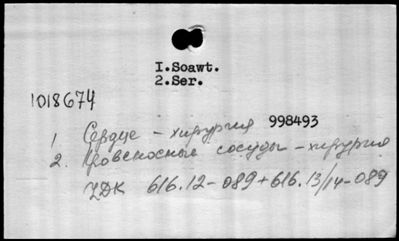 I.Soawt.
2.Ser.
1018674
998493
1 Сердце - хирургия
2. Кровеносные сосуды - хирургия
УДК 616.12-089+616.13/14-089